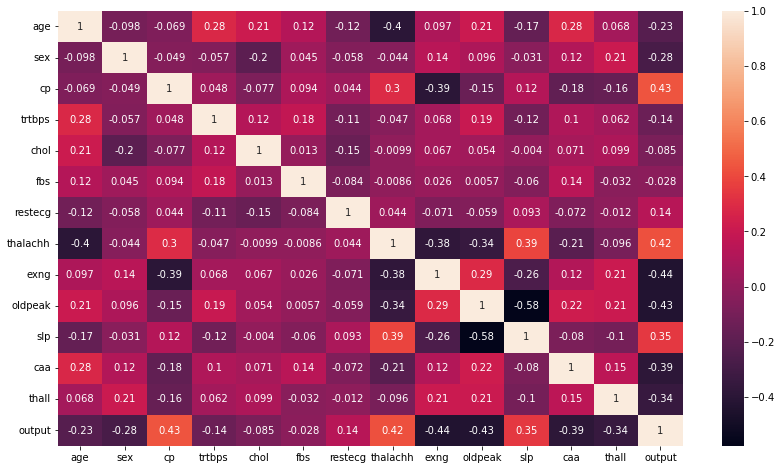 age 1 -0.098 -0.069 0.28 0.21 0.12 -0.12 -0.4 0.097 0.21 -0.17 0.28 0.068 -0.23
sex -0.098 1 -0.049 -0.057 -0.2 0.045 -0.058 -0.044 0.14 0.096 -0.031 0.12 0.21 -0.28
cp -0.069 -0.049 1 0.048 -0.077 0.094 0.044 0.3 -0.39 -0.15 0.12 -0.18 -0.16 0.43
trtbps 0.28 -0.057 0.048 1 0.12 0.18 -0.11 -0.047 0.068 0.19 -0.12 0.1 0.062 -0.14
chol 0.21 -0.2 -0.077 0.12 1 0.013 -0.15 -0.0099 0.067 0.054 -0.004 0.071 0.099 -0.085
fbs 0.12 0.045 0.094 0.18 0.013 1 -0.084 -0.0086 0.026 0.0057 -0.06 0.14 -0.032 -0.028
restecg -0.12 -0.058 0.044 -0.11 -0.15 -0.084 1 0.044 -0.071 -0.059 0.093 -0.072 -0.012 0.14
thalachh -0.4 -0.044 0.3 -0.047 -0.0099 -0.0086 0.044 1 -0.38 -0.34 0.39 -0.21 -0.096 0.42
exng 0.097 0.14 -0.39 0.068 0.067 0.026 -0.071 -0.38 1 0.29 -0.26 0.12 0.21 -0.44
oldpeak 0.21 0.096 -0.15 0.19 0.054 0.0057 -0.059 -0.34 0.29 1 -0.58 0.22 0.21 -0.43
slp -0.17 -0.031 0.12 -0.12 -0.004 -0.06 0.093 0.39 -0.26 -0.58 1 -0.08 -0.1 0.35
caa 0.28 0.12 -0.18 0.1 0.071 0.14 -0.072 -0.21 0.12 0.22 -0.08 1 0.15 -0.39
thall 0.068 0.21 -0.16 0.062 0.099 -0.032 -0.012 -0.096 0.21 0.21 -0.1 0.15 1 -0.34
output -0.23 -0.28 0.43 -0.14 -0.085 -0.028 0.14 0.42 -0.44 -0.43 0.35 -0.39 -0.34 1
age sex cp trtbps chol fbs restecg thalachh exng oldpeak slp caa thall output
1.0
0.8
0.6
0.4
0.2
0.0
−0.2
−0.4